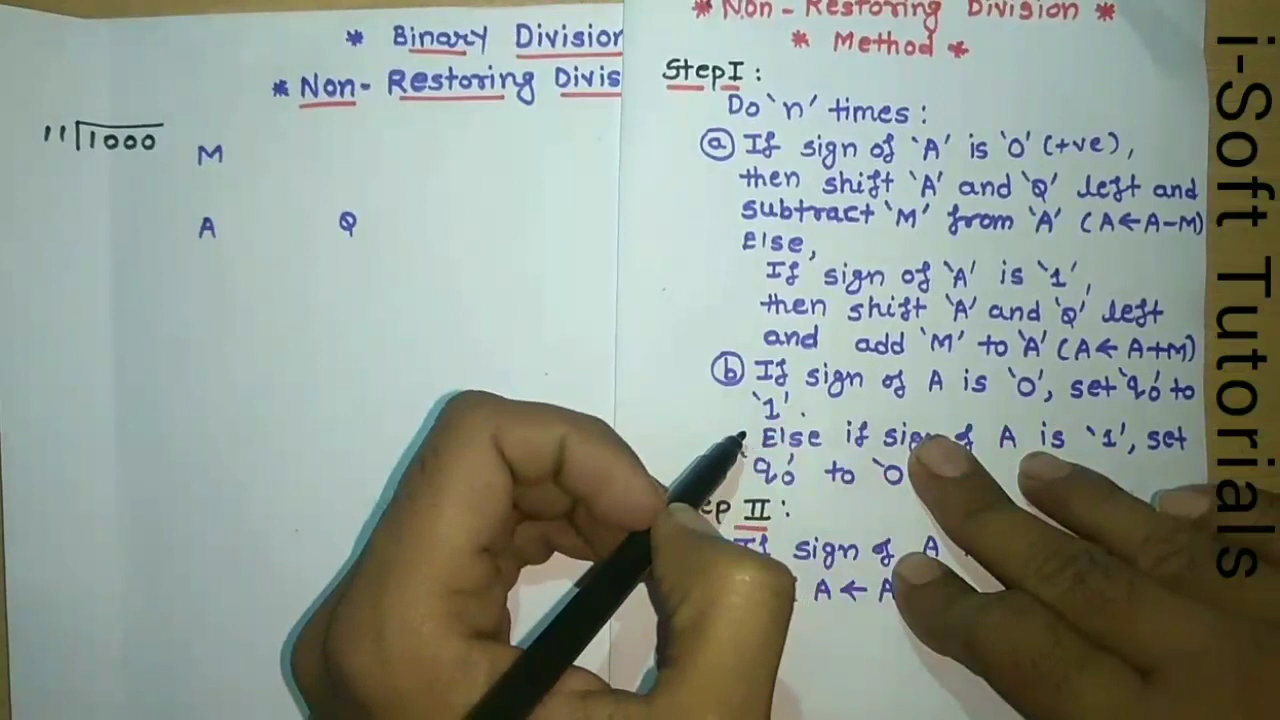 * Binary Division
* Non-Restoring Divis
11 1000
M
A Q
* Non-Restoring Division *
* Method *
Step I :
Do 'n' times :
(a) If sign of 'A' is '0' (+ve),
then shift 'A' and 'Q' left and
subtract 'M' from 'A' (A←A-M)
Else,
If sign of 'A' is '1',
then shift 'A' and 'Q' left
and add 'M' to 'A' (A← A+M)
(b) If sign of A is '0', set 'q0' to
'1'.
Else if sign of A is '1', set
q0' to '0
ep II :
If sign of A
A ← A
i-Soft Tutorials